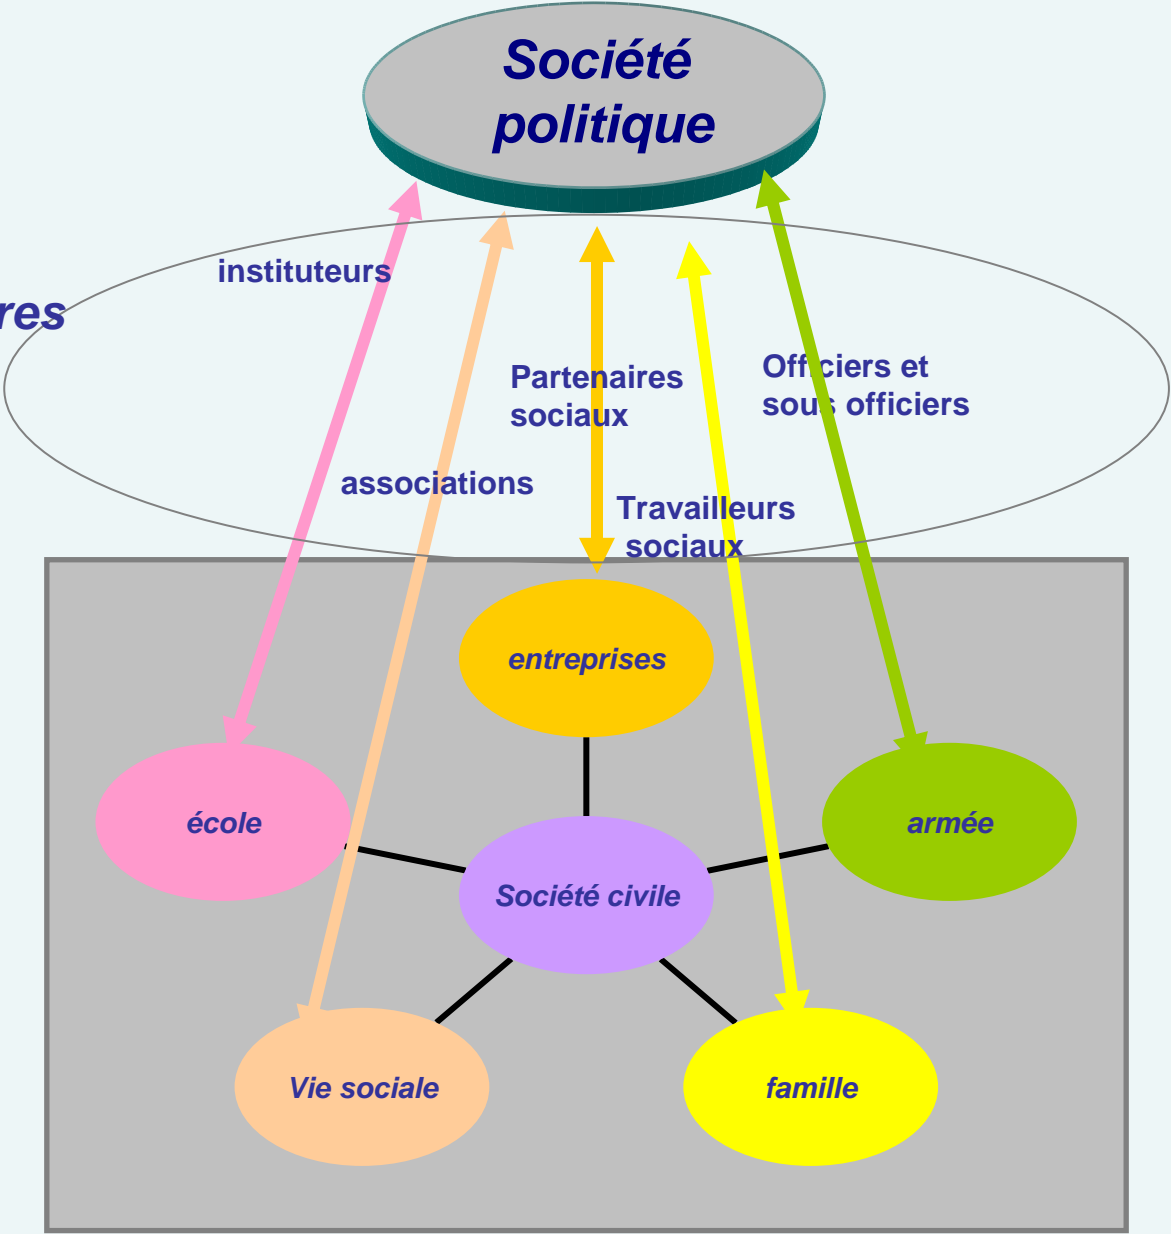 Société
politique
instituteurs
res
Partenaires
sociaux
Officiers et
sous officiers
associations
Travailleurs
sociaux
entreprises
école
armée
Société civile
Vie sociale
famille